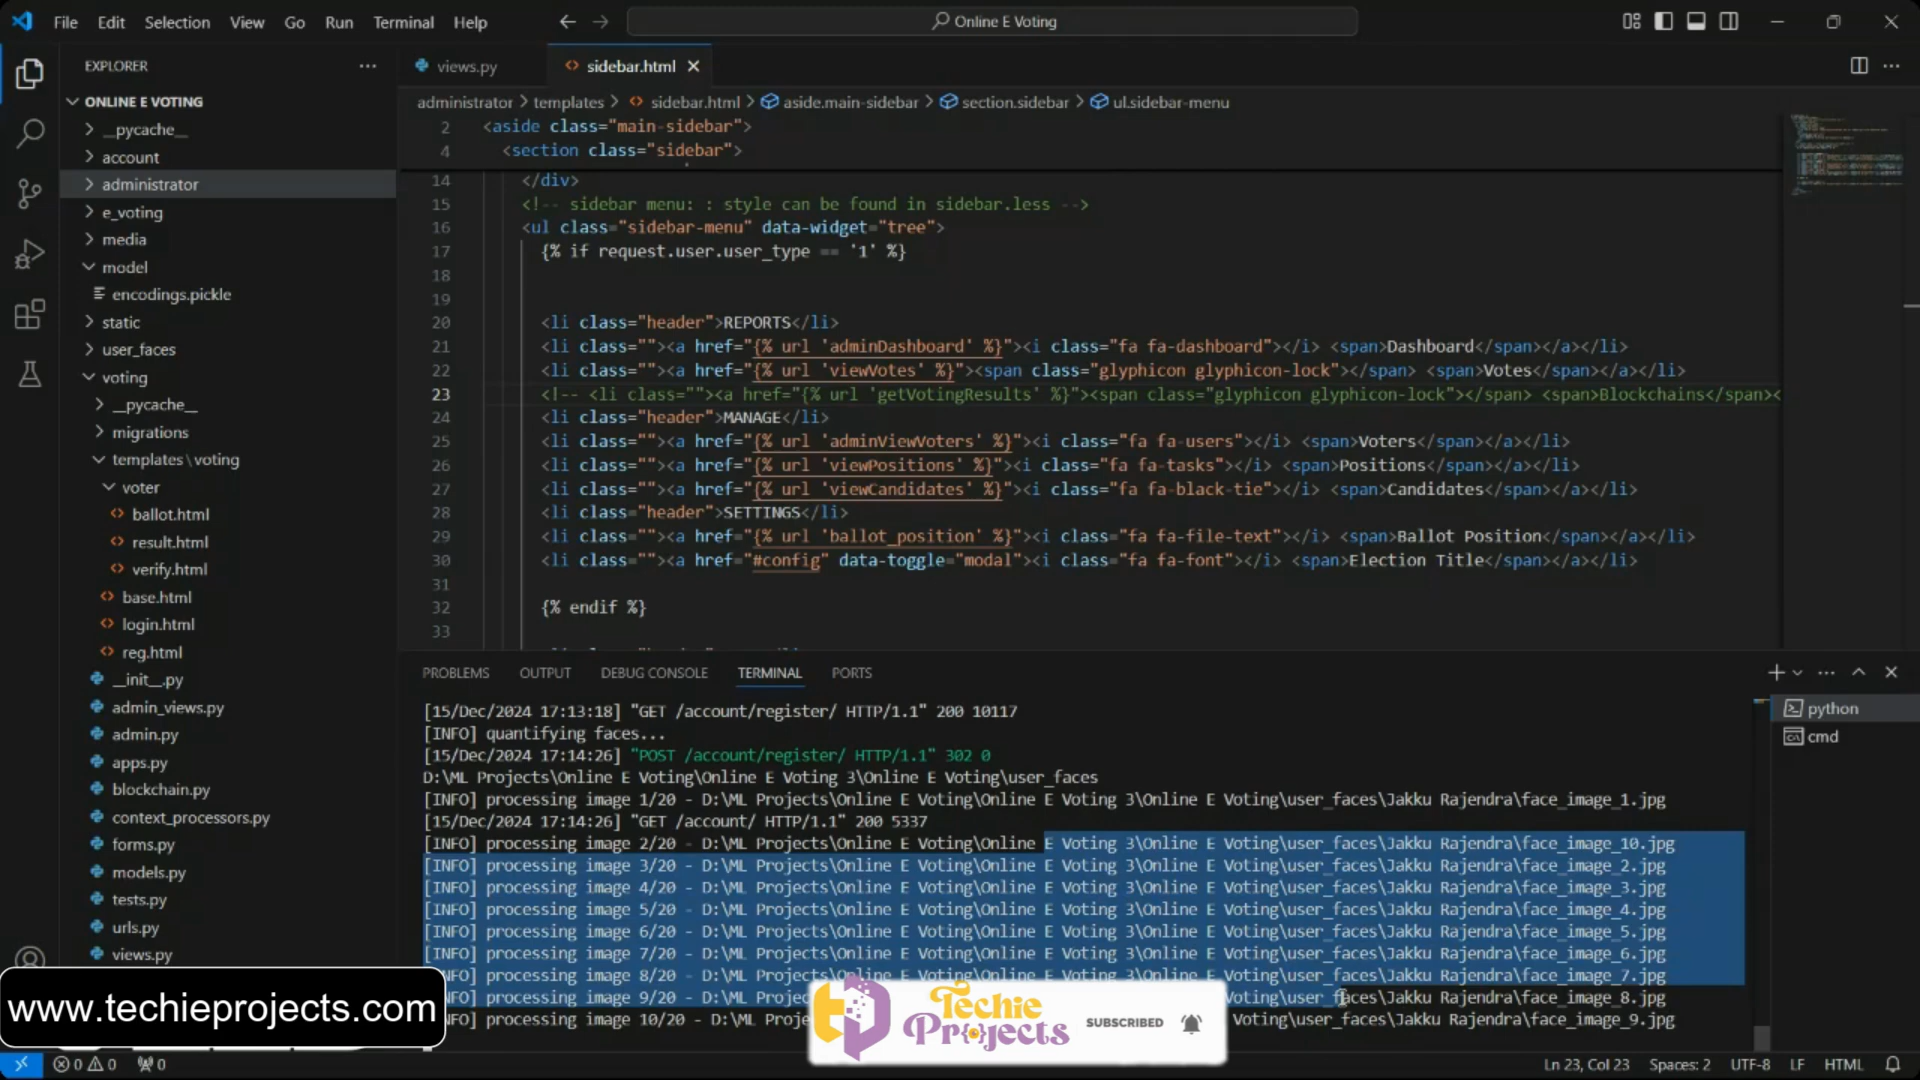 File Edit Selection View Go Run Terminal Help
Online E Voting
EXPLORER
ONLINE E VOTING
__pycache__
account
administrator
e_voting
media
model
encodings.pickle
static
user_faces
voting
__pycache__
migrations
templates\voting
voter
ballot.html
result.html
verify.html
base.html
login.html
reg.html
__init__.py
admin_views.py
admin.py
apps.py
blockchain.py
context_processors.py
forms.py
models.py
tests.py
urls.py
views.py
views.py
sidebar.html
administrator > templates > sidebar.html > aside.main-sidebar > section.sidebar > ul.sidebar-menu
2 <aside class="main-sidebar">
4 <section class="sidebar">
14 </div>
15 <!-- sidebar menu: : style can be found in sidebar.less -->
16 <ul class="sidebar-menu" data-widget="tree">
17 {% if request.user.user_type == '1' %}
18
19
20 <li class="header">REPORTS</li>
21 <li class=""><a href="{% url 'adminDashboard' %}"><i class="fa fa-dashboard"></i> <span>Dashboard</span></a></li>
22 <li class=""><a href="{% url 'viewVotes' %}"><span class="glyphicon glyphicon-lock"></span> <span>Votes</span></a></li>
23 <!-- <li class=""><a href="{% url 'getVotingResults' %}"><span class="glyphicon glyphicon-lock"></span> <span>Blockchains</span><
24 <li class="header">MANAGE</li>
25 <li class=""><a href="{% url 'adminViewVoters' %}"><i class="fa fa-users"></i> <span>Voters</span></a></li>
26 <li class=""><a href="{% url 'viewPositions' %}"><i class="fa fa-tasks"></i> <span>Positions</span></a></li>
27 <li class=""><a href="{% url 'viewCandidates' %}"><i class="fa fa-black-tie"></i> <span>Candidates</span></a></li>
28 <li class="header">SETTINGS</li>
29 <li class=""><a href="{% url 'ballot_position' %}"><i class="fa fa-file-text"></i> <span>Ballot Position</span></a></li>
30 <li class=""><a href="#config" data-toggle="modal"><i class="fa fa-font"></i> <span>Election Title</span></a></li>
31
32 {% endif %}
33
PROBLEMS OUTPUT DEBUG CONSOLE TERMINAL PORTS
[15/Dec/2024 17:13:18] "GET /account/register/ HTTP/1.1" 200 10117
[INFO] quantifying faces...
[15/Dec/2024 17:14:26] "POST /account/register/ HTTP/1.1" 302 0
D:\ML Projects\Online E Voting\Online E Voting 3\Online E Voting\user_faces
[INFO] processing image 1/20 - D:\ML Projects\Online E Voting\Online E Voting 3\Online E Voting\user_faces\Jakku Rajendra\face_image_1.jpg
[15/Dec/2024 17:14:26] "GET /account/ HTTP/1.1" 200 5337
[INFO] processing image 2/20 - D:\ML Projects\Online E Voting\Online E Voting 3\Online E Voting\user_faces\Jakku Rajendra\face_image_10.jpg
[INFO] processing image 3/20 - D:\ML Projects\Online E Voting\Online E Voting 3\Online E Voting\user_faces\Jakku Rajendra\face_image_2.jpg
[INFO] processing image 4/20 - D:\ML Projects\Online E Voting\Online E Voting 3\Online E Voting\user_faces\Jakku Rajendra\face_image_3.jpg
[INFO] processing image 5/20 - D:\ML Projects\Online E Voting\Online E Voting 3\Online E Voting\user_faces\Jakku Rajendra\face_image_4.jpg
[INFO] processing image 6/20 - D:\ML Projects\Online E Voting\Online E Voting 3\Online E Voting\user_faces\Jakku Rajendra\face_image_5.jpg
[INFO] processing image 7/20 - D:\ML Projects\Online E Voting\Online E Voting 3\Online E Voting\user_faces\Jakku Rajendra\face_image_6.jpg
[INFO] processing image 8/20 - D:\ML Projects\Online E Voting\Online E Voting 3\Online E Voting\user_faces\Jakku Rajendra\face_image_7.jpg
NFO] processing image 9/20 - D:\ML Projec Voting\user_faces\Jakku Rajendra\face_image_8.jpg
NFO] processing image 10/20 - D:\ML Proje Voting\user_faces\Jakku Rajendra\face_image_9.jpg
python
cmd
www.techieprojects.com
Techie
Projects
SUBSCRIBED
0 0 0
Ln 23, Col 23 Spaces: 2 UTF-8 LF HTML